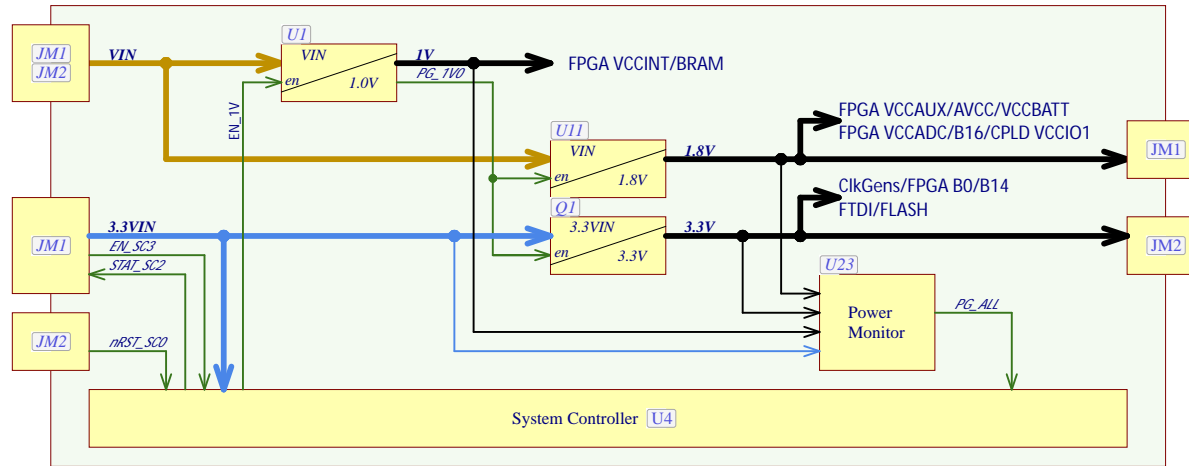 JM1
JM2
VIN
U1
VIN
en
1.0V
1V
PG_1V0
FPGA VCCINT/BRAM
EN_1V
U11
VIN
en
1.8V
1.8V
FPGA VCCAUX/AVCC/VCCBATT
FPGA VCCADC/B16/CPLD VCCIO1
JM1
JM1
3.3VIN
EN_SC3
STAT_SC2
Q1
3.3VIN
en
3.3V
3.3V
ClkGens/FPGA B0/B14
FTDI/FLASH
JM2
U23
Power
Monitor
PG_ALL
JM2
nRST_SC0
System Controller U4